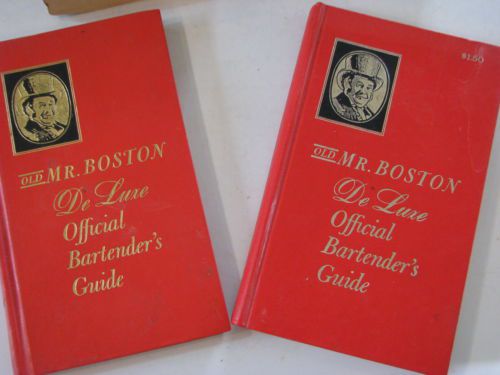 OLD MR. BOSTON
De Luxe
Official
Bartender's
Guide
$1.50
OLD MR. BOSTON
De Luxe
Official
Bartender's
Guide